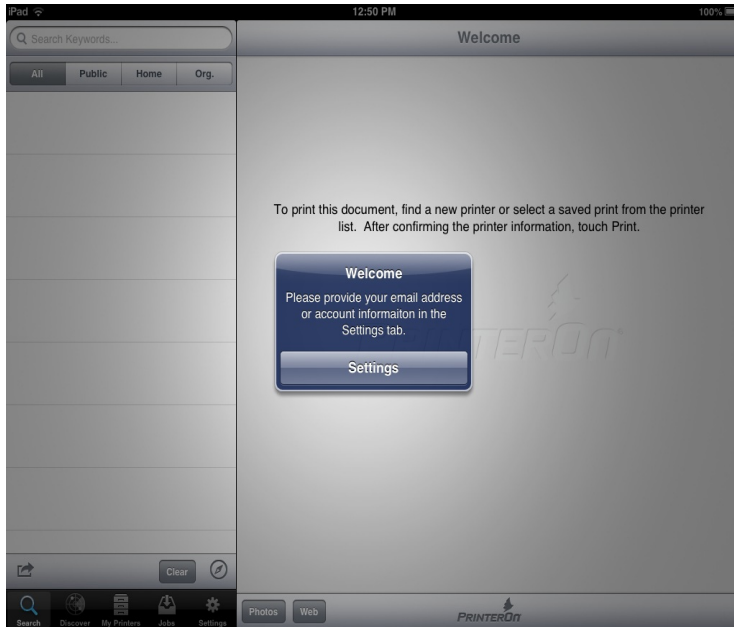 iPad
12:50 PM
100%
Search Keywords...
All
Public
Home
Org.
Welcome
To print this document, find a new printer or select a saved print from the printer
list. After confirming the printer information, touch Print.
Welcome
Please provide your email address
or account informaiton in the
Settings tab.
Settings
PRINTERON
Clear
Search
Discover
My Printers
Jobs
Settings
Photos
Web
PRINTERON